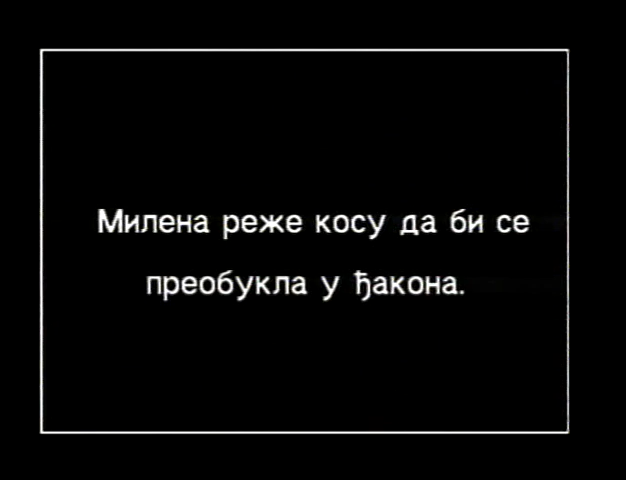 Милена реже косу да би се
преобукла у ђакона.